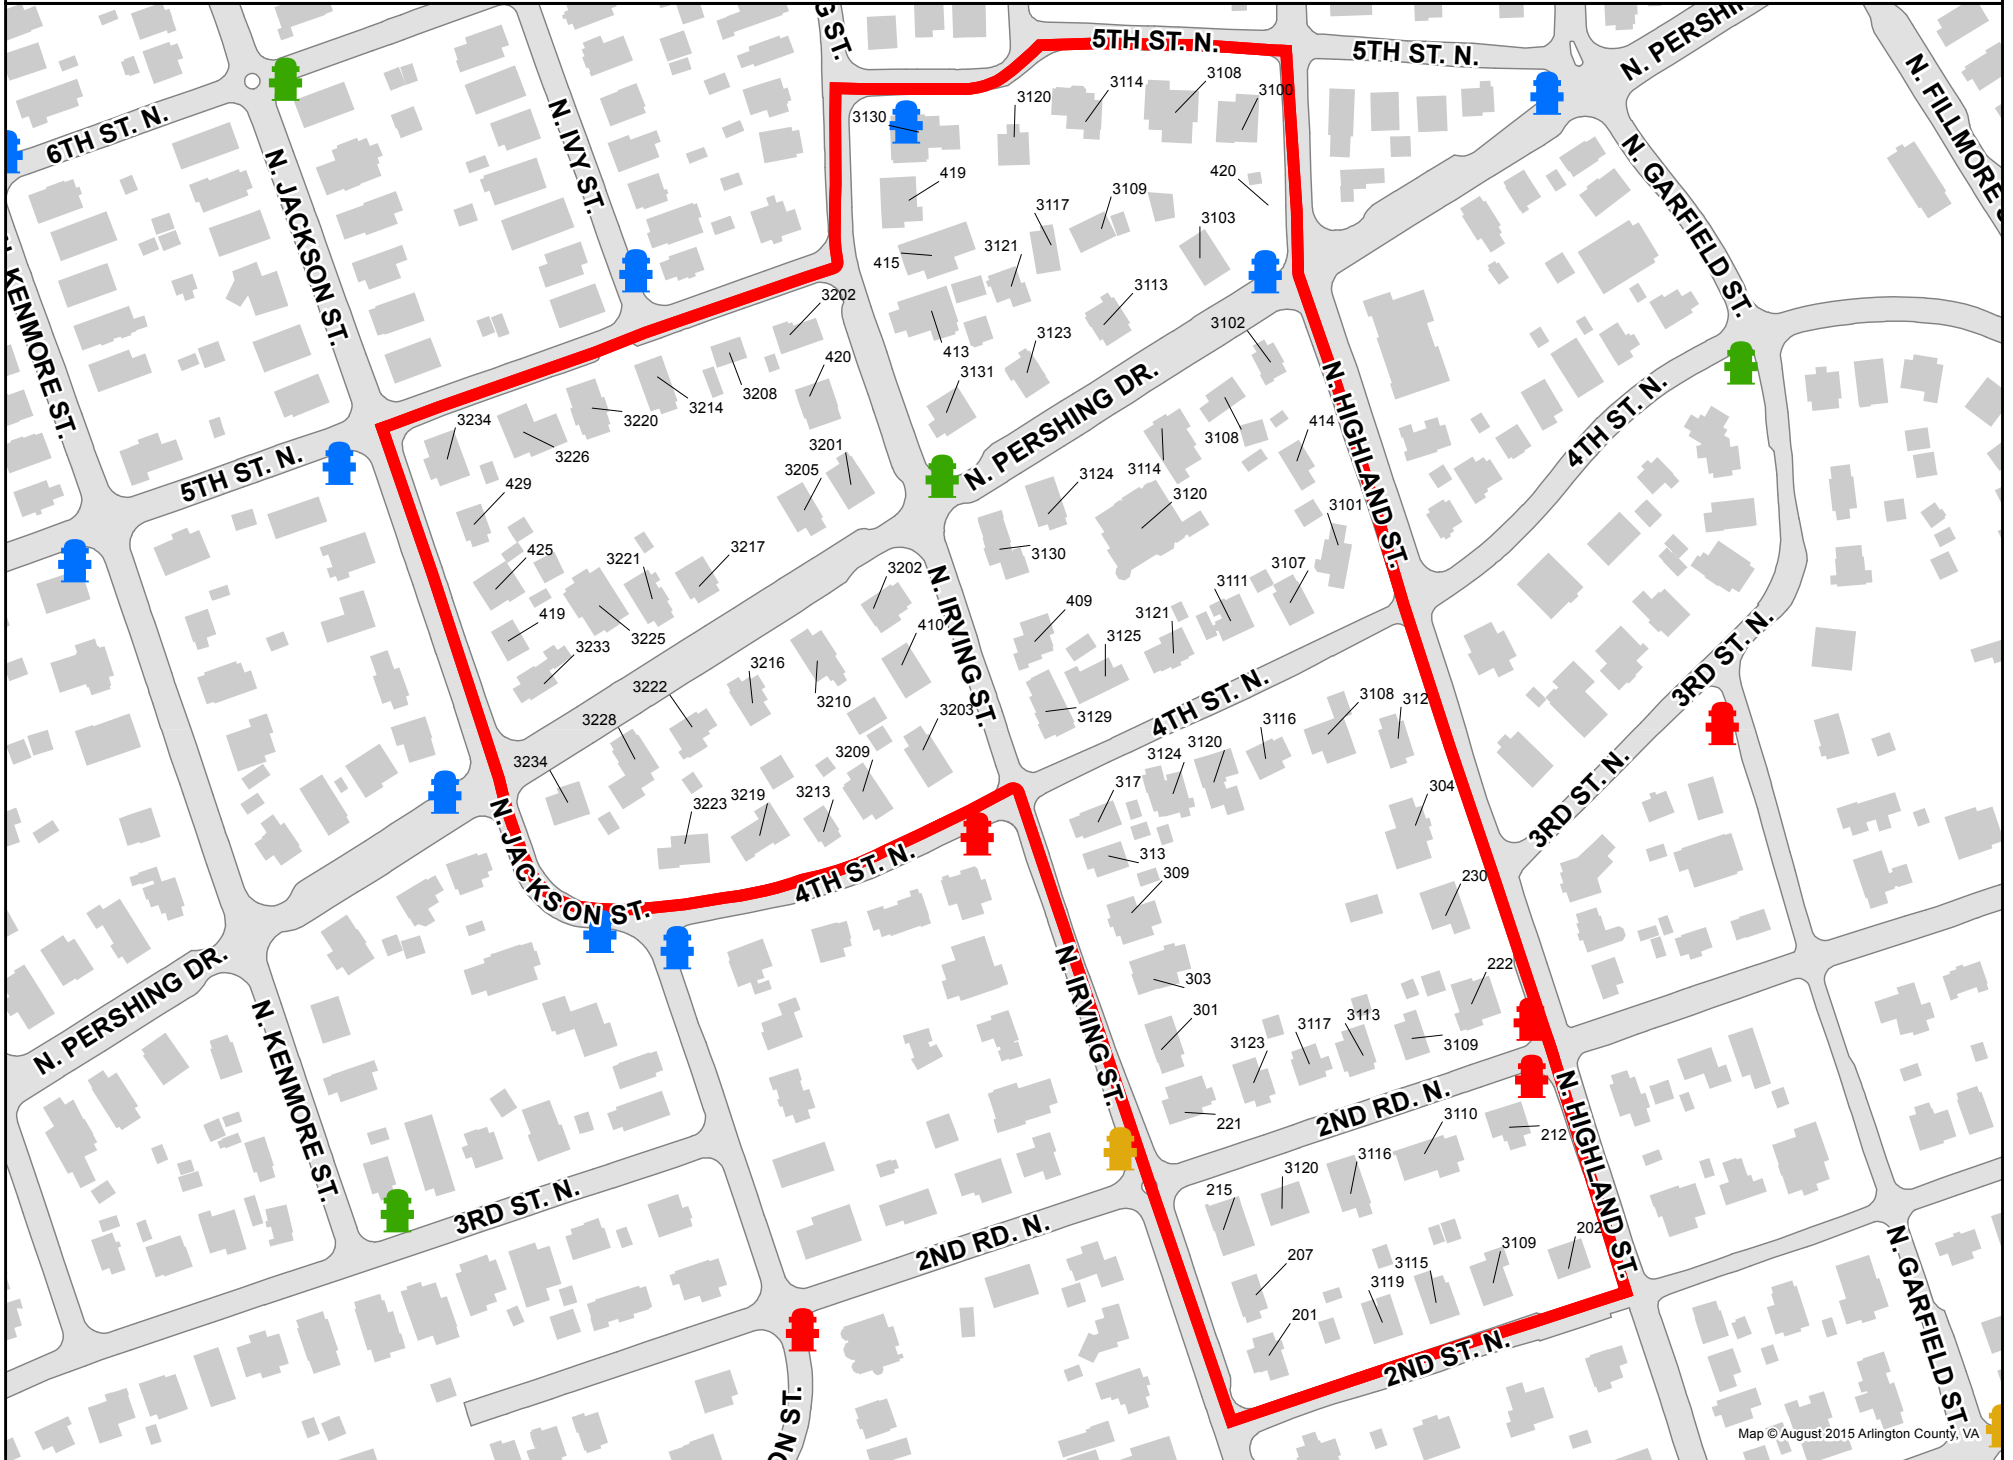 G ST.
5TH ST. N.
5TH ST. N.
N. PERSHIN
N. FILLMORE S
6TH ST. N.
N. JACKSON ST.
N. IVY ST.
N. GARFIELD ST.
N. KENMORE ST.
3130
3120
3114
3108
3100
419
420
3117
3109
3103
415
3121
3113
3202
3102
413
3123
420
3131
3208
3214
3220
3234
3226
N. PERSHING DR.
N. HIGHLAND ST.
4TH ST. N.
5TH ST. N.
429
3201
3205
3108
414
3114
3124
3120
3101
425
3221
3217
3130
3107
3202
N. IRVING ST.
409
3111
3121
419
3225
3233
410
3125
3216
3222
3210
3203
3129
4TH ST. N.
3RD ST. N.
3228
3234
3209
3108
312
3116
3120
3124
317
304
3223
3219
3213
N. JACKSON ST.
4TH ST. N.
3RD ST. N.
313
309
230
N. PERSHING DR.
N. IRVING ST.
303
222
301
3123
3117
3113
3109
N. KENMORE ST.
221
2ND RD. N.
3110
212
N. HIGHLAND ST.
3RD ST. N.
215
3120
3116
2ND RD. N.
207
3115
3119
3109
202
201
2ND ST. N.
N. GARFIELD ST.
ON ST.
Map © August 2015 Arlington County, VA